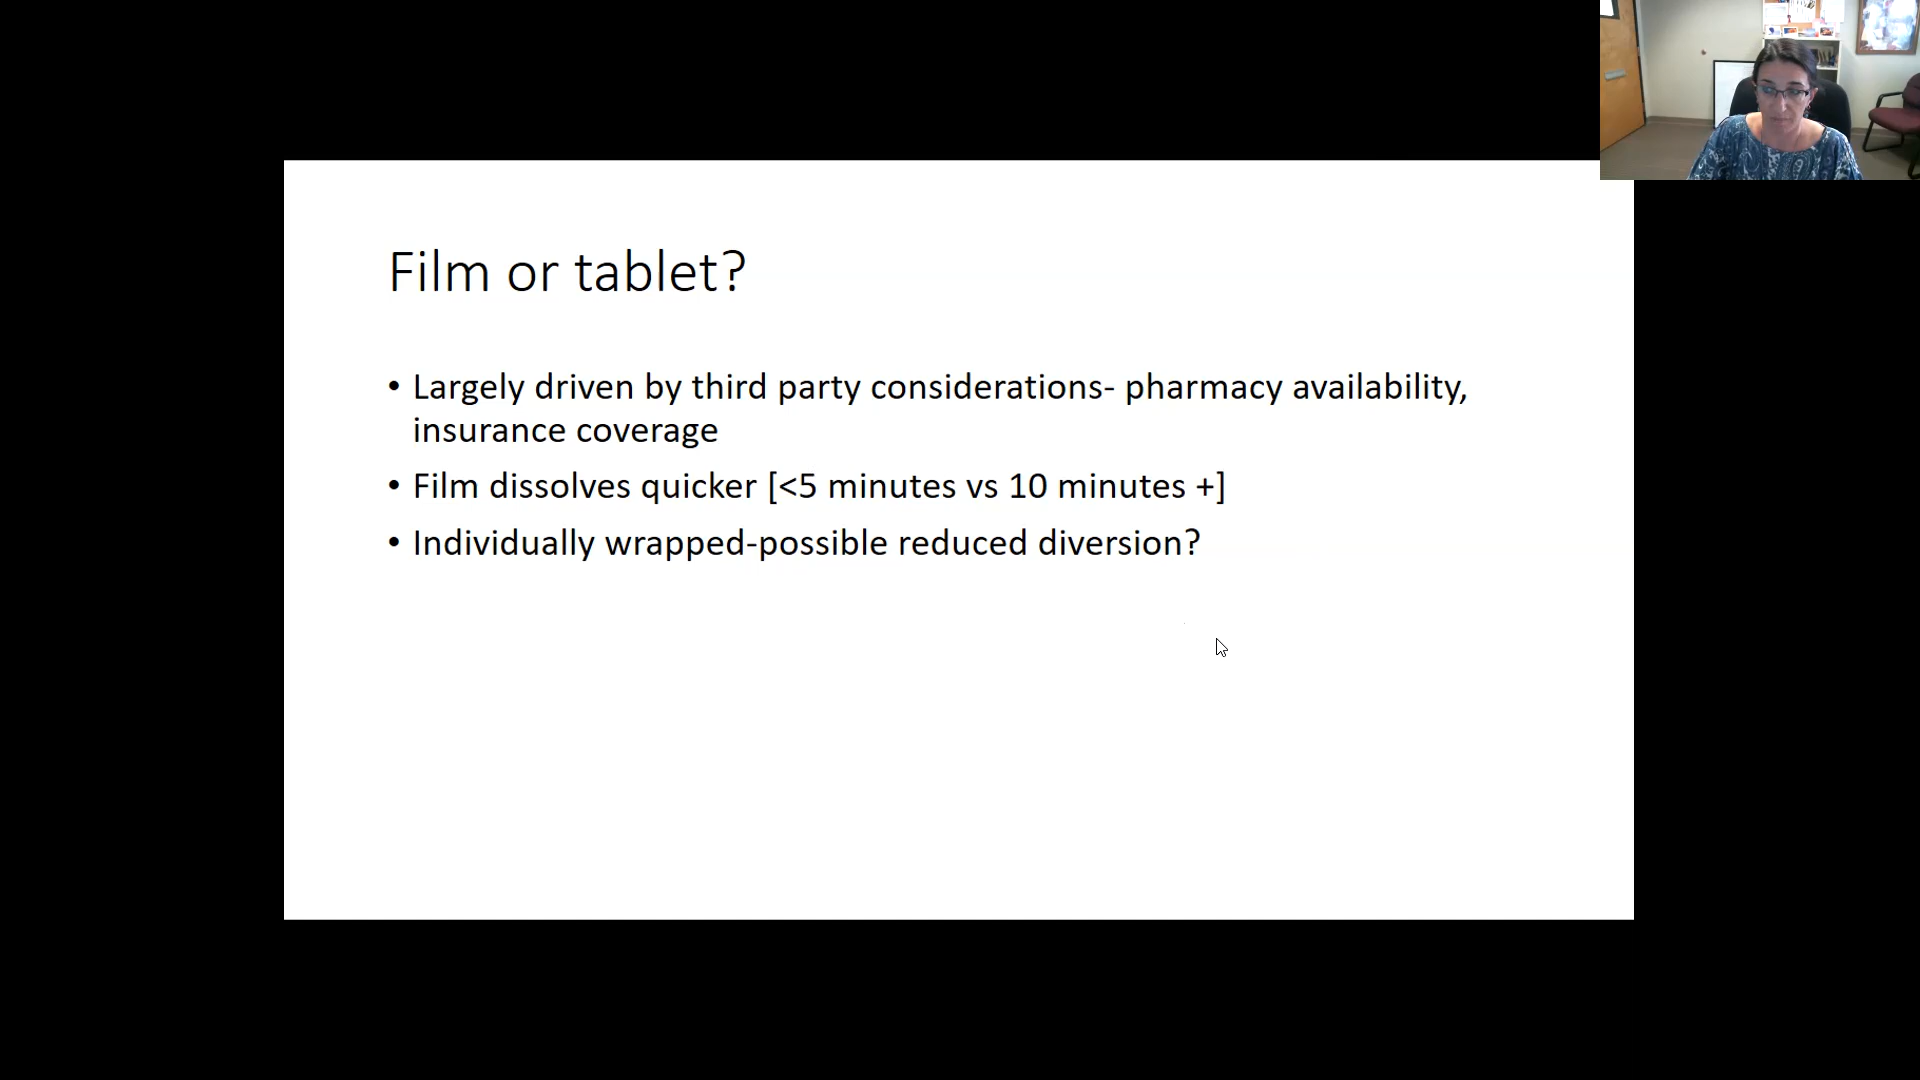 Film or tablet?
• Largely driven by third party considerations- pharmacy availability,
insurance coverage
• Film dissolves quicker [<5 minutes vs 10 minutes +]
• Individually wrapped-possible reduced diversion?